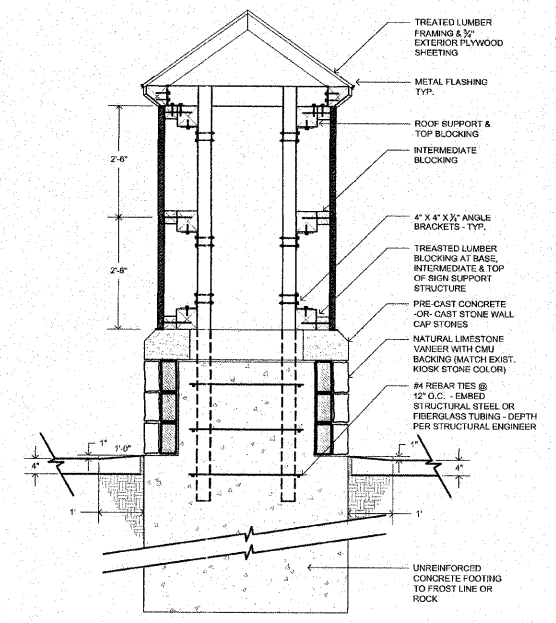 TREATED LUMBER
FRAMING & ¾"
EXTERIOR PLYWOOD
SHEETING
METAL FLASHING
TYP.
ROOF SUPPORT &
TOP BLOCKING
INTERMEDIATE
BLOCKING
2'-6"
4" X 4" X ¼" ANGLE
BRACKETS - TYP.
TREASTED LUMBER
BLOCKING AT BASE,
INTERMEDIATE & TOP
OF SIGN SUPPORT
STRUCTURE
2'-6"
PRE-CAST CONCRETE
-OR- CAST STONE WALL
CAP STONES
NATURAL LIMESTONE
VANEER WITH CMU
BACKING (MATCH EXIST.
KIOSK STONE COLOR)
#4 REBAR TIES @
12" O.C. - EMBED
STRUCTURAL STEEL OR
FIBERGLASS TUBING - DEPTH
PER STRUCTURAL ENGINEER
1"
1'-0"
1"
4"
4"
1'
1'
UNREINFORCED
CONCRETE FOOTING
TO FROST LINE OR
ROCK